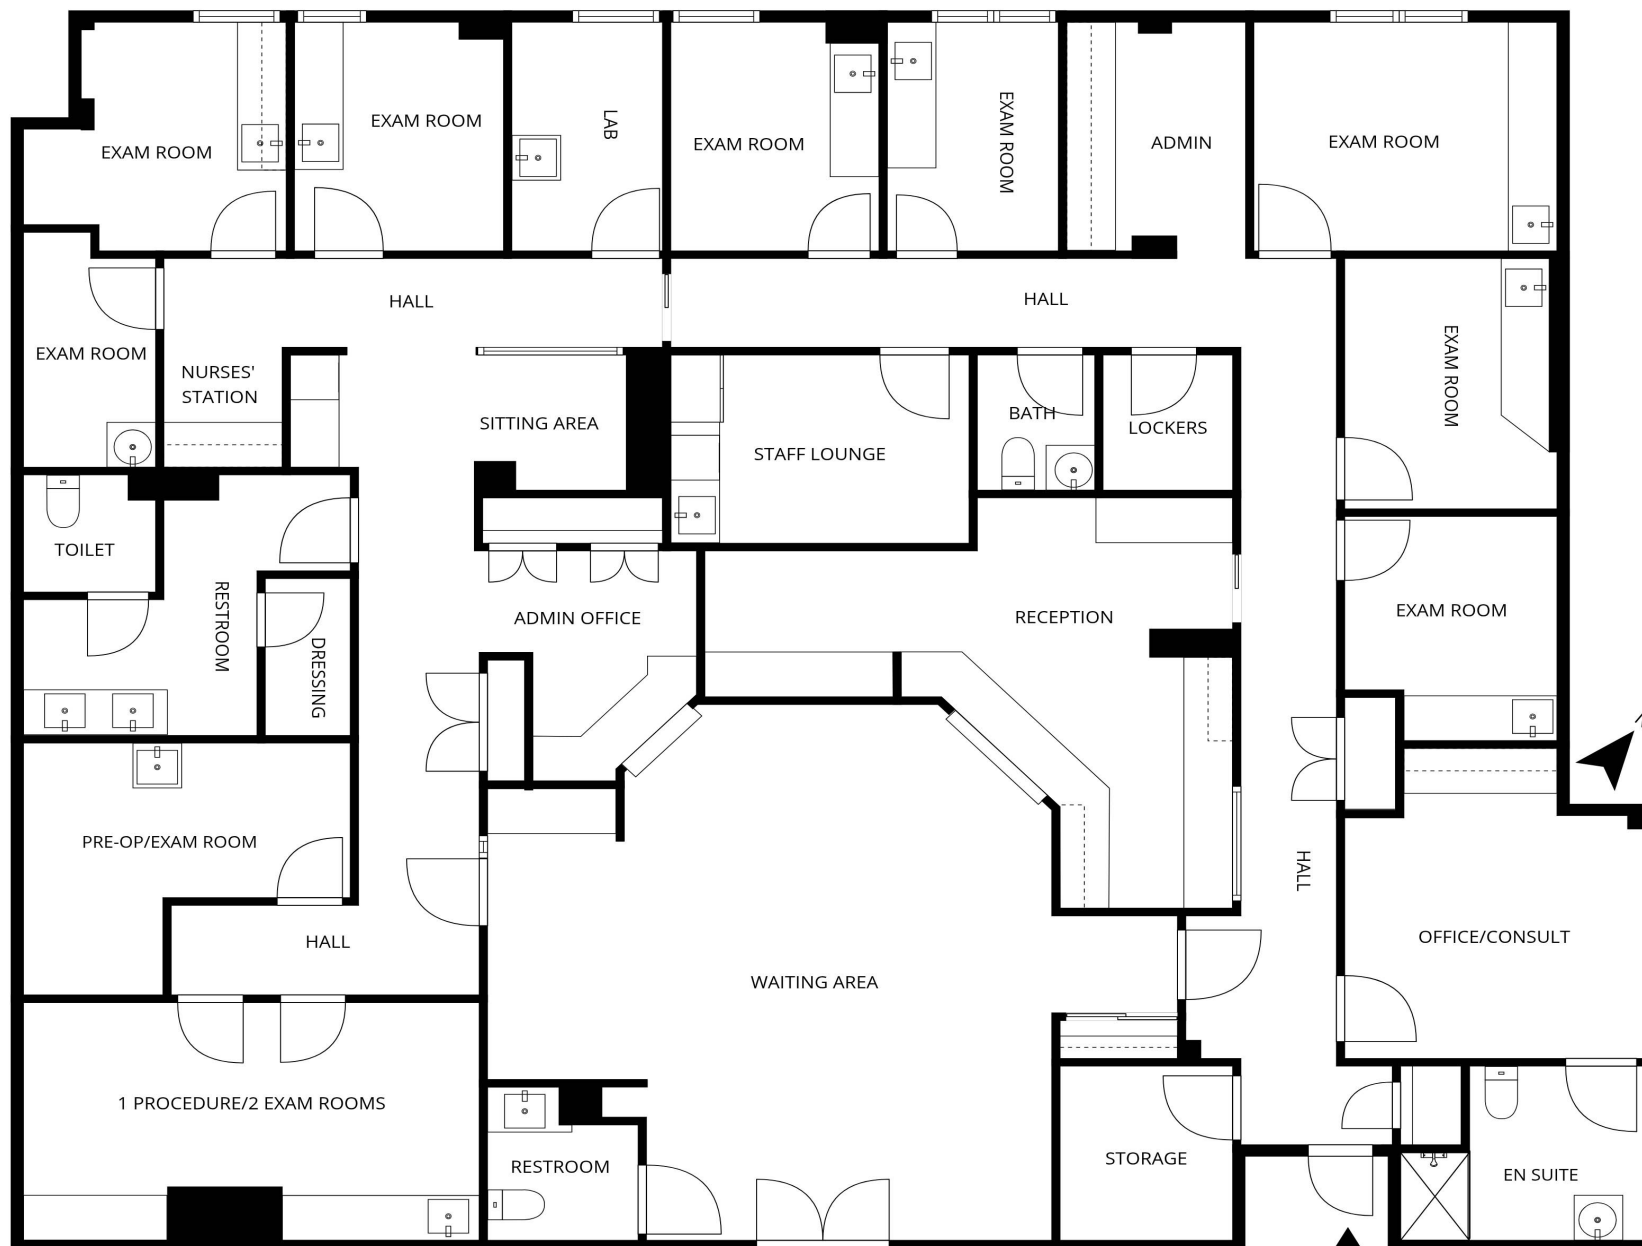 EXAM ROOM
EXAM ROOM
LAB
EXAM ROOM
EXAM ROOM
ADMIN
EXAM ROOM
HALL
HALL
EXAM ROOM
NURSES'
STATION
SITTING AREA
STAFF LOUNGE
BATH
LOCKERS
EXAM ROOM
TOILET
RESTROOM
DRESSING
ADMIN OFFICE
RECEPTION
EXAM ROOM
PRE-OP/EXAM ROOM
HALL
HALL
WAITING AREA
OFFICE/CONSULT
1 PROCEDURE/2 EXAM ROOMS
RESTROOM
STORAGE
EN SUITE